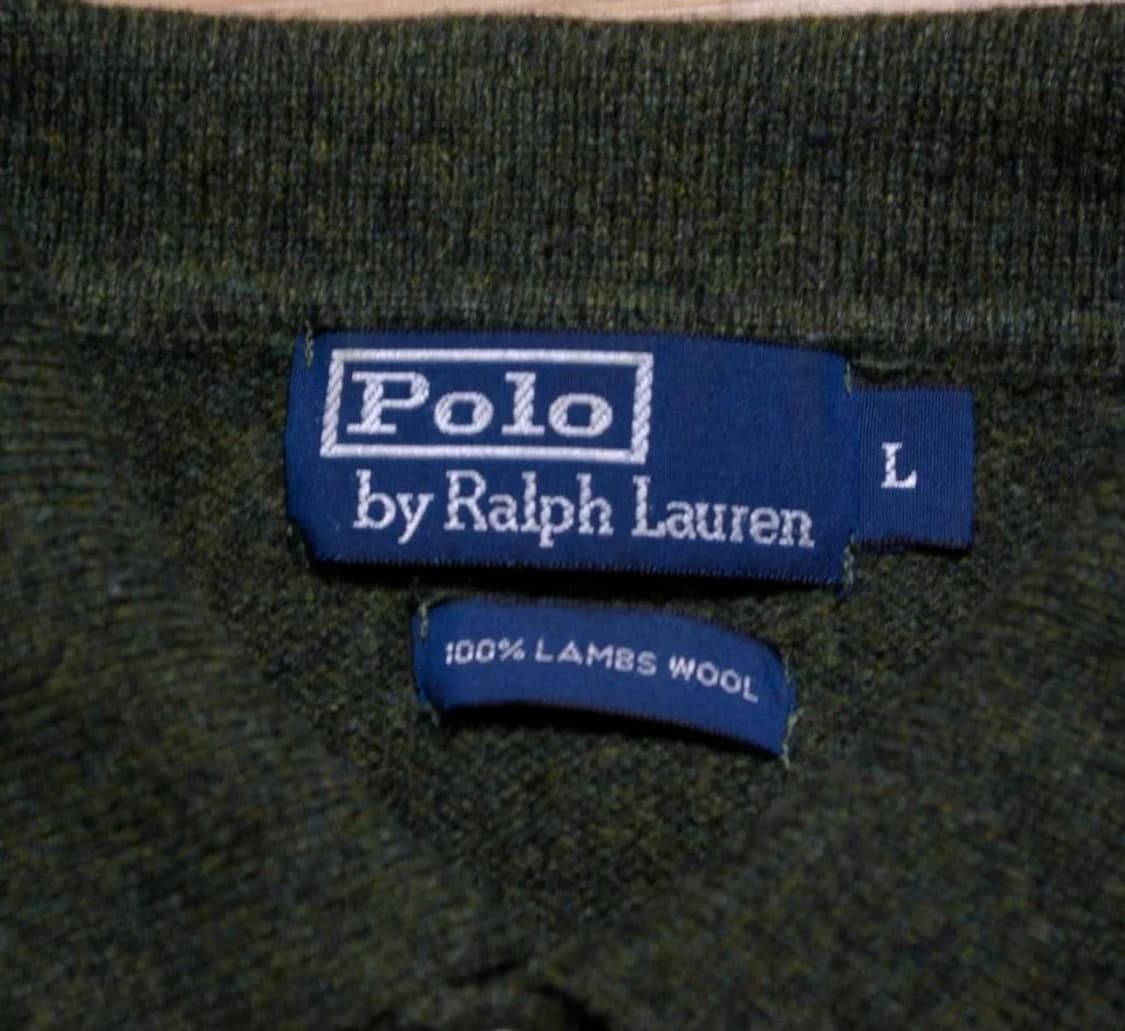 Polo
by Ralph Lauren
L
100% LAMBS WOOL